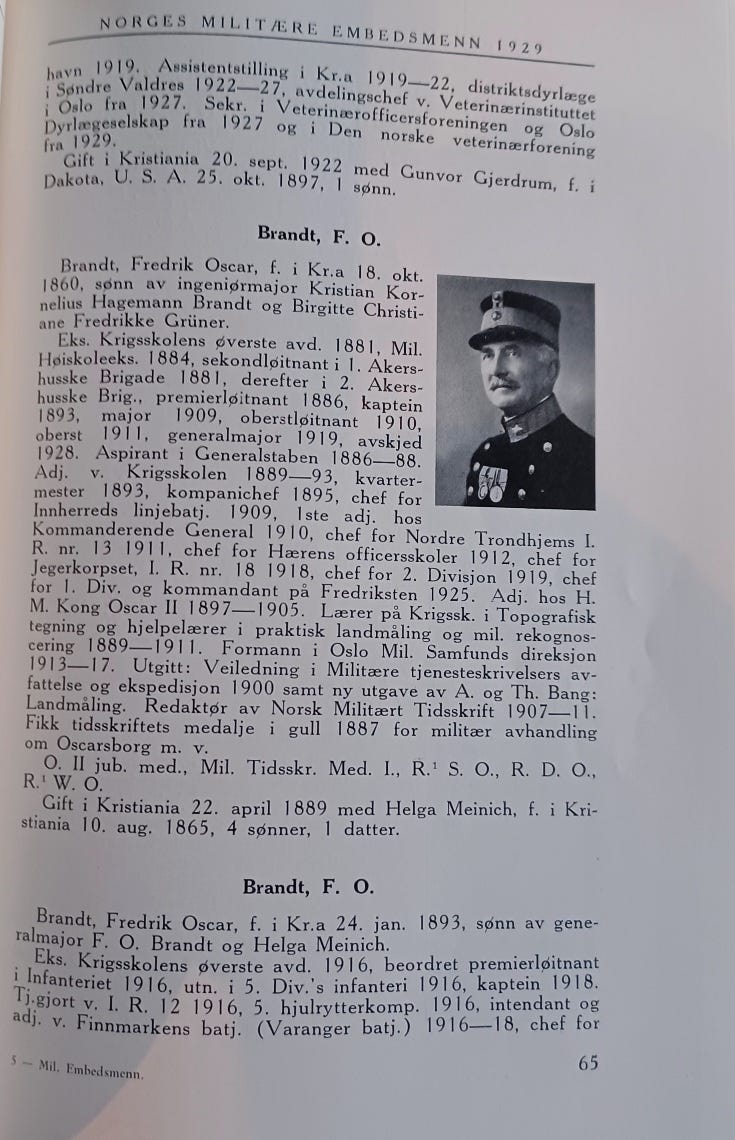 NORGES MILITÆRE EMBEDSMENN 1929
havn 1919. Assistentstilling i Kr.a 1919—22, distriktsdyrlæge
i Søndre Valdres 1922—27, avdelingschef v. Veterinærinstituttet
i Oslo fra 1927. Sekr. i Veterinærofficersforeningen og Oslo
Dyrlægeselskap fra 1927 og i Den norske veterinærforening
fra 1929.
Gift i Kristiania 20. sept. 1922 med Gunvor Gjerdrum, f. i
Dakota, U. S. A. 25. okt. 1897, 1 sønn.
Brandt, F. O.
Brandt, Fredrik Oscar, f. i Kr.a 18. okt.
1860, sønn av ingeniørmajor Kristian Kor-
nelius Hagemann Brandt og Birgitte Christi-
ane Fredrikke Grüner.
Eks. Krigsskolens øverste avd. 1881, Mil.
Høiskoleeks. 1884, sekondløitnant i 1. Akers-
husske Brigade 1881, derefter i 2. Akers-
husske Brig., premierløitnant 1886, kaptein
1893, major 1909, oberstløitnant 1910,
oberst 1911, generalmajor 1919, avskjed
1928. Aspirant i Generalstaben 1886—88.
Adj. v. Krigsskolen 1889—93, kvarter-
mester 1893, kompanichef 1895, chef for
Innherreds linjebatj. 1909, 1ste adj. hos
Kommanderende General 1910, chef for Nordre Trondhjems I.
R. nr. 13 1911, chef for Hærens officersskoler 1912, chef for
Jegerkorpset, I. R. nr. 18 1918, chef for 2. Divisjon 1919, chef
for 1. Div. og kommandant på Fredriksten 1925. Adj. hos H.
M. Kong Oscar II 1897—1905. Lærer på Krigssk. i Topografisk
tegning og hjelpelærer i praktisk landmåling og mil. rekognos-
cering 1889—1911. Formann i Oslo Mil. Samfunds direksjon
1913—17. Utgitt: Veiledning i Militære tjenesteskrivelsers av-
fattelse og ekspedisjon 1900 samt ny utgave av A. og Th. Bang:
Landmåling. Redaktør av Norsk Militært Tidsskrift 1907—11.
Fikk tidsskriftets medalje i gull 1887 for militær avhandling
om Oscarsborg m. v.
O. II jub. med., Mil. Tidsskr. Med. I., R.¹ S. O., R. D. O.,
R.¹ W. O.
Gift i Kristiania 22. april 1889 med Helga Meinich, f. i Kri-
stiania 10. aug. 1865, 4 sønner, 1 datter.
Brandt, F. O.
Brandt, Fredrik Oscar, f. i Kr.a 24. jan. 1893, sønn av gene-
ralmajor F. O. Brandt og Helga Meinich.
Eks. Krigsskolens øverste avd. 1916, beordret premierløitnant
i Infanteriet 1916, utn. i 5. Div.'s infanteri 1916, kaptein 1918.
Tj.gjort v. I. R. 12 1916, 5. hjulrytterkomp. 1916, intendant og
adj. v. Finnmarkens batj. (Varanger batj.) 1916—18, chef for
5 — Mil. Embedsmenn.
65